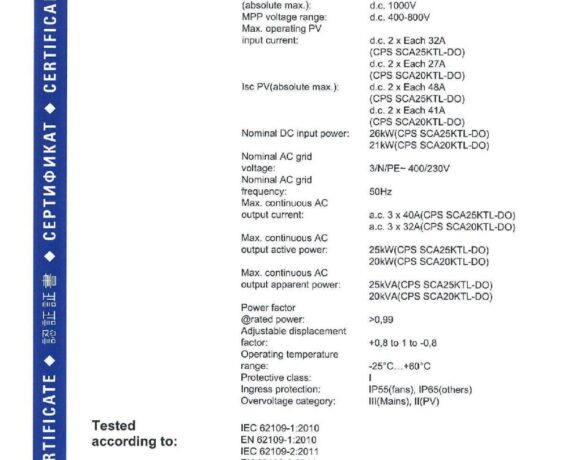 (absolute max.): d.c. 1000V
MPP voltage range: d.c. 400-800V
Max. operating PV
input current: d.c. 2 x Each 32A
(CPS SCA25KTL-DO)
d.c. 2 x Each 27A
(CPS SCA20KTL-DO)
Isc PV(absolute max.): d.c. 2 x Each 48A
(CPS SCA25KTL-DO)
d.c. 2 x Each 41A
(CPS SCA20KTL-DO)
Nominal DC input power: 26kW(CPS SCA25KTL-DO)
21kW(CPS SCA20KTL-DO)
Nominal AC grid
voltage: 3/N/PE~ 400/230V
Nominal AC grid
frequency: 50Hz
Max. continuous AC
output current: a.c. 3 x 40A(CPS SCA25KTL-DO)
a.c. 3 x 32A(CPS SCA20KTL-DO)
Max. continuous AC
output active power: 25kW(CPS SCA25KTL-DO)
20kW(CPS SCA20KTL-DO)
Max. continuous AC
output apparent power: 25kVA(CPS SCA25KTL-DO)
20kVA(CPS SCA20KTL-DO)
Power factor
@rated power: >0,99
Adjustable displacement
factor: +0,8 to 1 to -0,8
Operating temperature
range: -25°C…+60°C
Protective class: I
Ingress protection: IP55(fans), IP65(others)
Overvoltage category: III(Mains), II(PV)
Tested
according to:
IEC 62109-1:2010
EN 62109-1:2010
IEC 62109-2:2011
RTIFICATE ◆ 認証証書 ◆ СЕРТИФИКАТ ◆ CERTIFICA